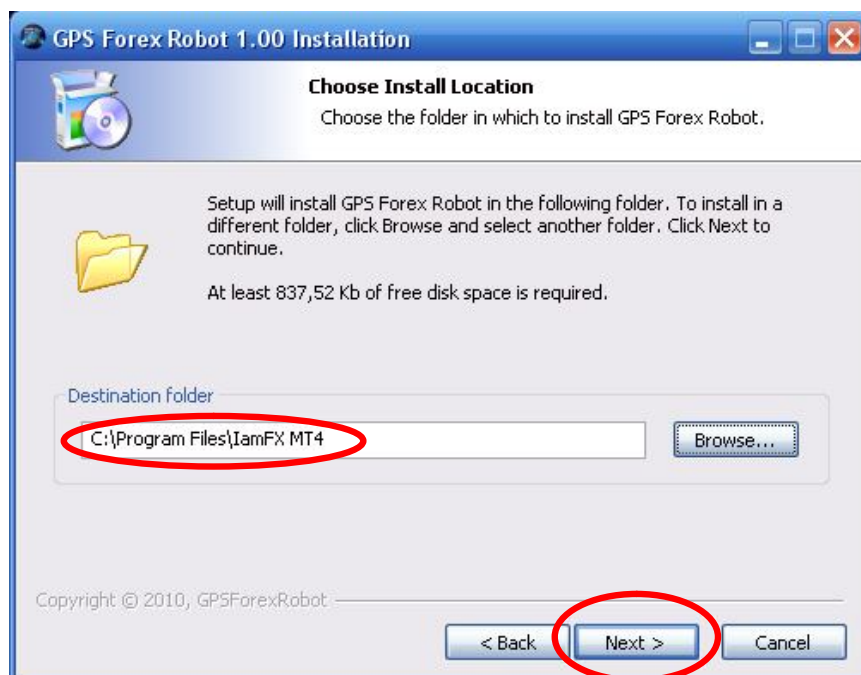 GPS Forex Robot 1.00 Installation
Choose Install Location
Choose the folder in which to install GPS Forex Robot.
Setup will install GPS Forex Robot in the following folder. To install in a
different folder, click Browse and select another folder. Click Next to
continue.
At least 837,52 Kb of free disk space is required.
Destination folder
C:\Program Files\IamFX MT4
Browse...
Copyright © 2010, GPSForexRobot
< Back
Next >
Cancel